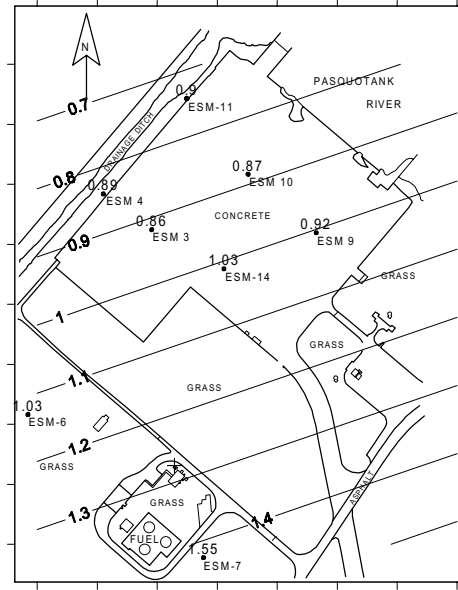 N
PASQUOTANK
RIVER
0.7
0.9
ESM-11
DRAINAGE DITCH
0.8
0.87
ESM 10
0.89
ESM 4
CONCRETE
0.86
ESM 3
0.92
ESM 9
0.9
1.03
ESM-14
GRASS
1
GRASS
1.1
GRASS
1.03
ESM-6
1.2
GRASS
ASPHALT
GRASS
1.3
1.4
FUEL
1.55
ESM-7